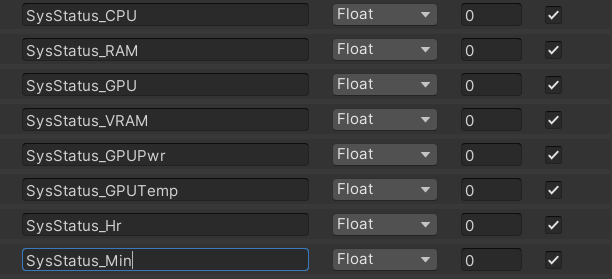 SysStatus_CPU Float 0
SysStatus_RAM Float 0
SysStatus_GPU Float 0
SysStatus_VRAM Float 0
SysStatus_GPUPwr Float 0
SysStatus_GPUTemp Float 0
SysStatus_Hr Float 0
SysStatus_Min Float 0